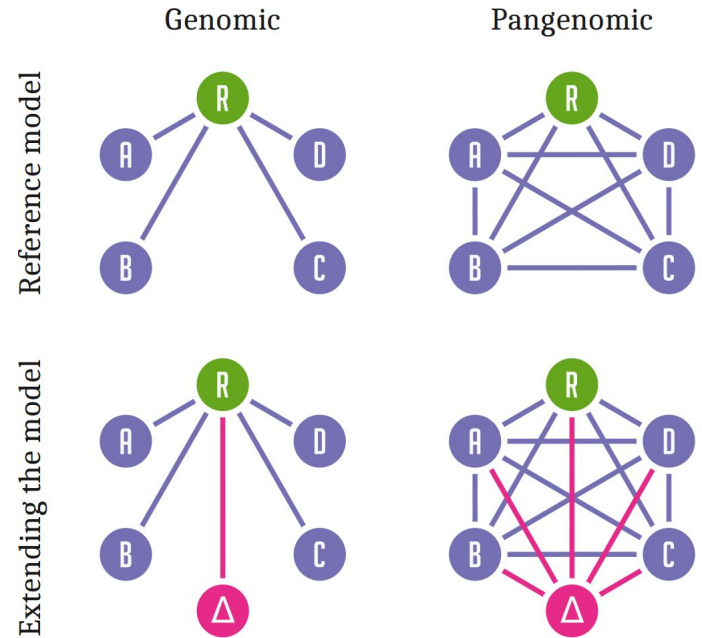 Genomic
Pangenomic
Reference model
R
A
D
B
C
R
A
D
B
C
Extending the model
R
A
D
B
C
Δ
R
A
D
B
C
Δ